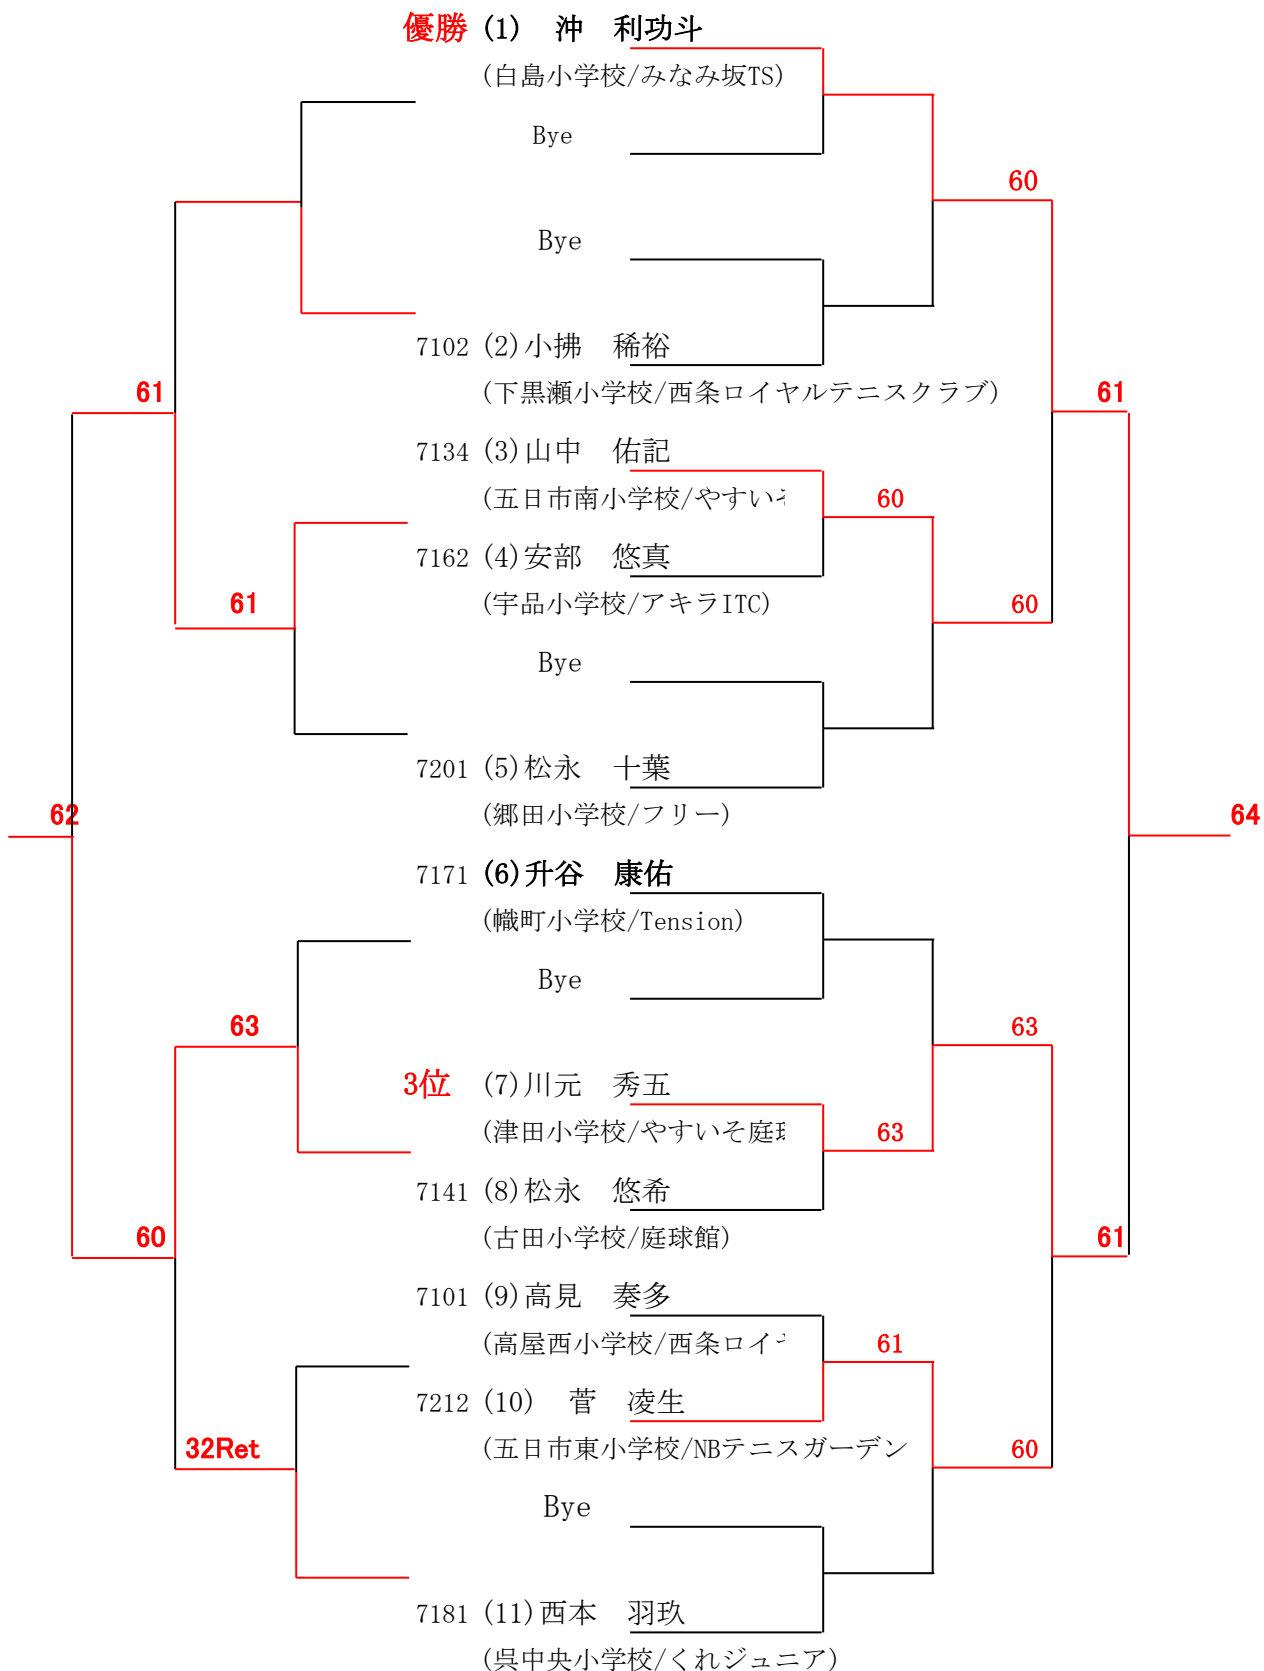 優勝 (1) 沖 利功斗
(白島小学校/みなみ坂TS)
Bye
60
Bye
7102 (2)小拂 稀裕
61 (下黒瀬小学校/西条ロイヤルテニスクラブ) 61
7134 (3)山中 佑記
(五日市南小学校/やすいそ 60
7162 (4)安部 悠真
61 (宇品小学校/アキラITC) 60
Bye
7201 (5)松永 十葉
62 (郷田小学校/フリー) 64
7171 (6)升谷 康佑
(幟町小学校/Tension)
Bye
63 63
3位 (7)川元 秀五
(津田小学校/やすいそ庭球 63
7141 (8)松永 悠希
60 (古田小学校/庭球館) 61
7101 (9)高見 奏多
(高屋西小学校/西条ロイヤ 61
7212 (10) 菅 凌生
32Ret (五日市東小学校/NBテニスガーデン 60
Bye
7181 (11)西本 羽玖
(呉中央小学校/くれジュニア)